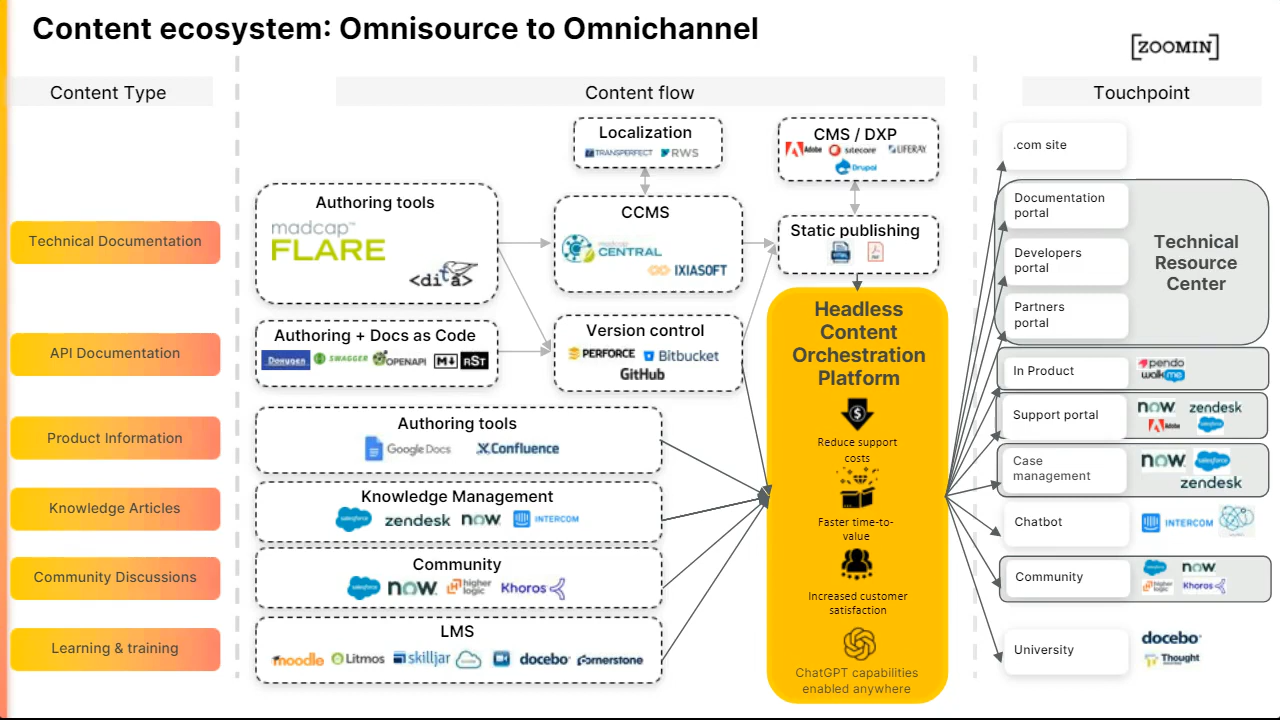 Content ecosystem: Omnisource to Omnichannel
[ZOOMIN]
Content Type
Content flow
Touchpoint
Technical Documentation
API Documentation
Product Information
Knowledge Articles
Community Discussions
Learning & training
Localization
TRANSPERFECT
RWS
CMS / DXP
Adobe
sitecore
LIFERAY
Drupal
Authoring tools
madcap
FLARE
<dita>
CCMS
madcap
CENTRAL
IXIASOFT
Static publishing
HTML
PDF
Authoring + Docs as Code
Doxygen
SWAGGER
OPENAPI
M
RST
Version control
PERFORCE
Bitbucket
GitHub
Authoring tools
Google Docs
Confluence
Knowledge Management
salesforce
zendesk
now
INTERCOM
Community
salesforce
now
higher
logic
Khoros
LMS
moodle
Litmos
skilljar
docebo
cornerstone
Headless
Content
Orchestration
Platform
Reduce support
costs
Faster time-to-
value
Increased customer
satisfaction
ChatGPT capabilities
enabled anywhere
.com site
Documentation
portal
Developers
portal
Partners
portal
Technical
Resource
Center
In Product
pendo
walkme
Support portal
now
zendesk
Adobe
salesforce
Case
management
now
salesforce
zendesk
Chatbot
INTERCOM
Community
salesforce
now
higher
logic
Khoros
University
docebo
Thought